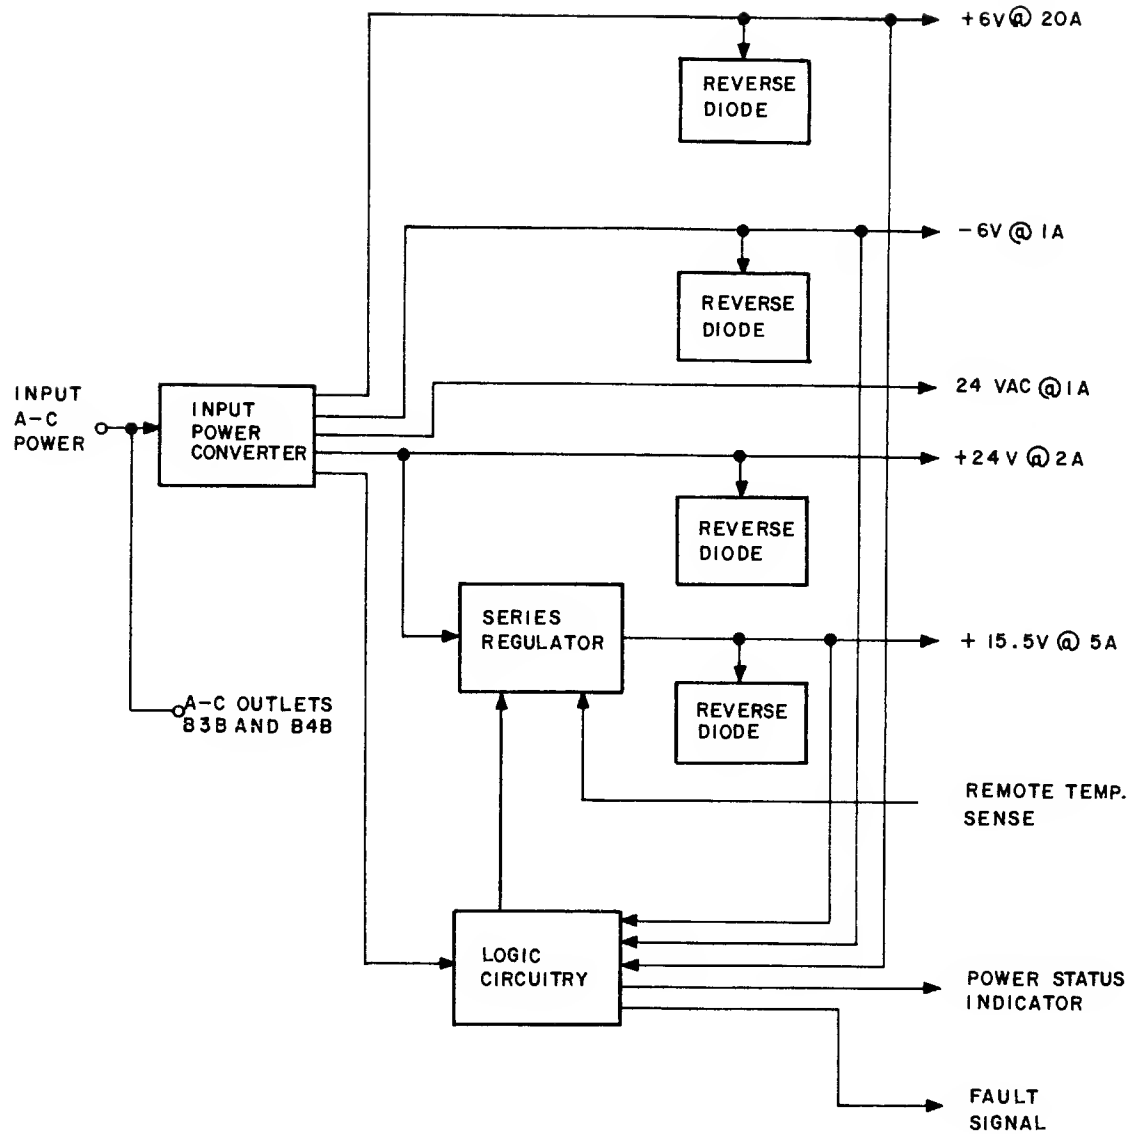 +6V @ 20A
REVERSE
DIODE
-6V @ 1A
REVERSE
DIODE
INPUT
A-C
POWER
INPUT
POWER
CONVERTER
24 VAC @ 1A
+24V @ 2A
REVERSE
DIODE
SERIES
REGULATOR
+ 15.5V @ 5A
A-C OUTLETS
83B AND 84B
REVERSE
DIODE
REMOTE TEMP.
SENSE
LOGIC
CIRCUITRY
POWER STATUS
INDICATOR
FAULT
SIGNAL